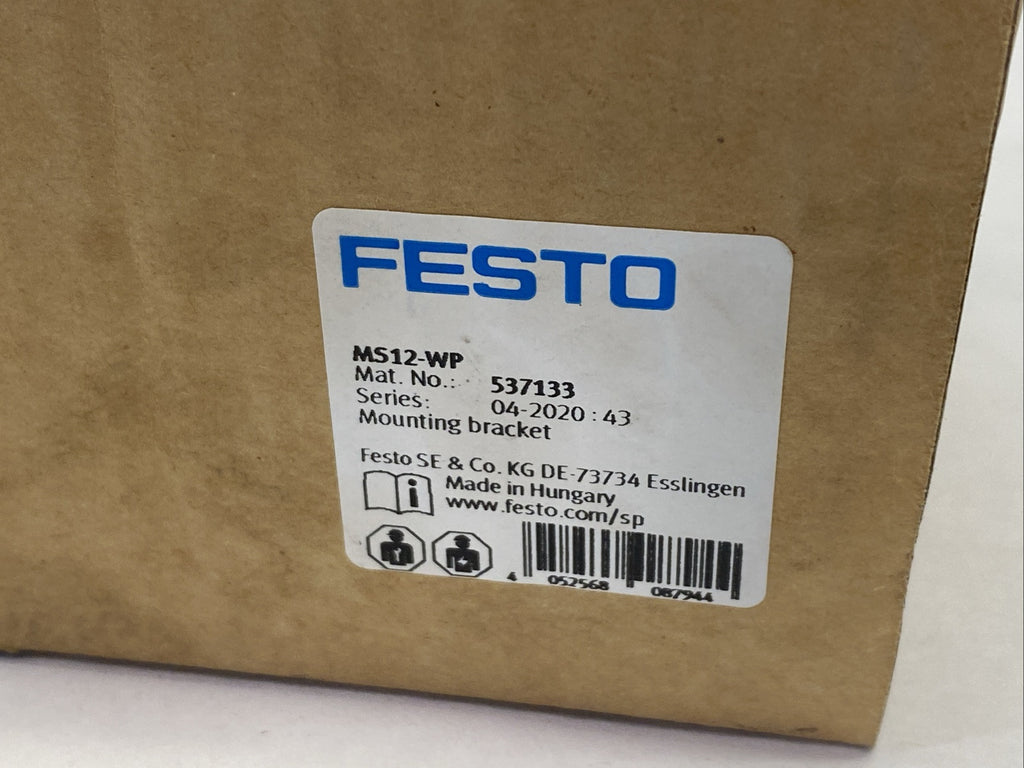 FESTO
MS12-WP
Mat. No.: 537133
Series: 04-2020 : 43
Mounting bracket
Festo SE & Co. KG DE-73734 Esslingen
Made in Hungary
www.festo.com/sp
4 052568 087944